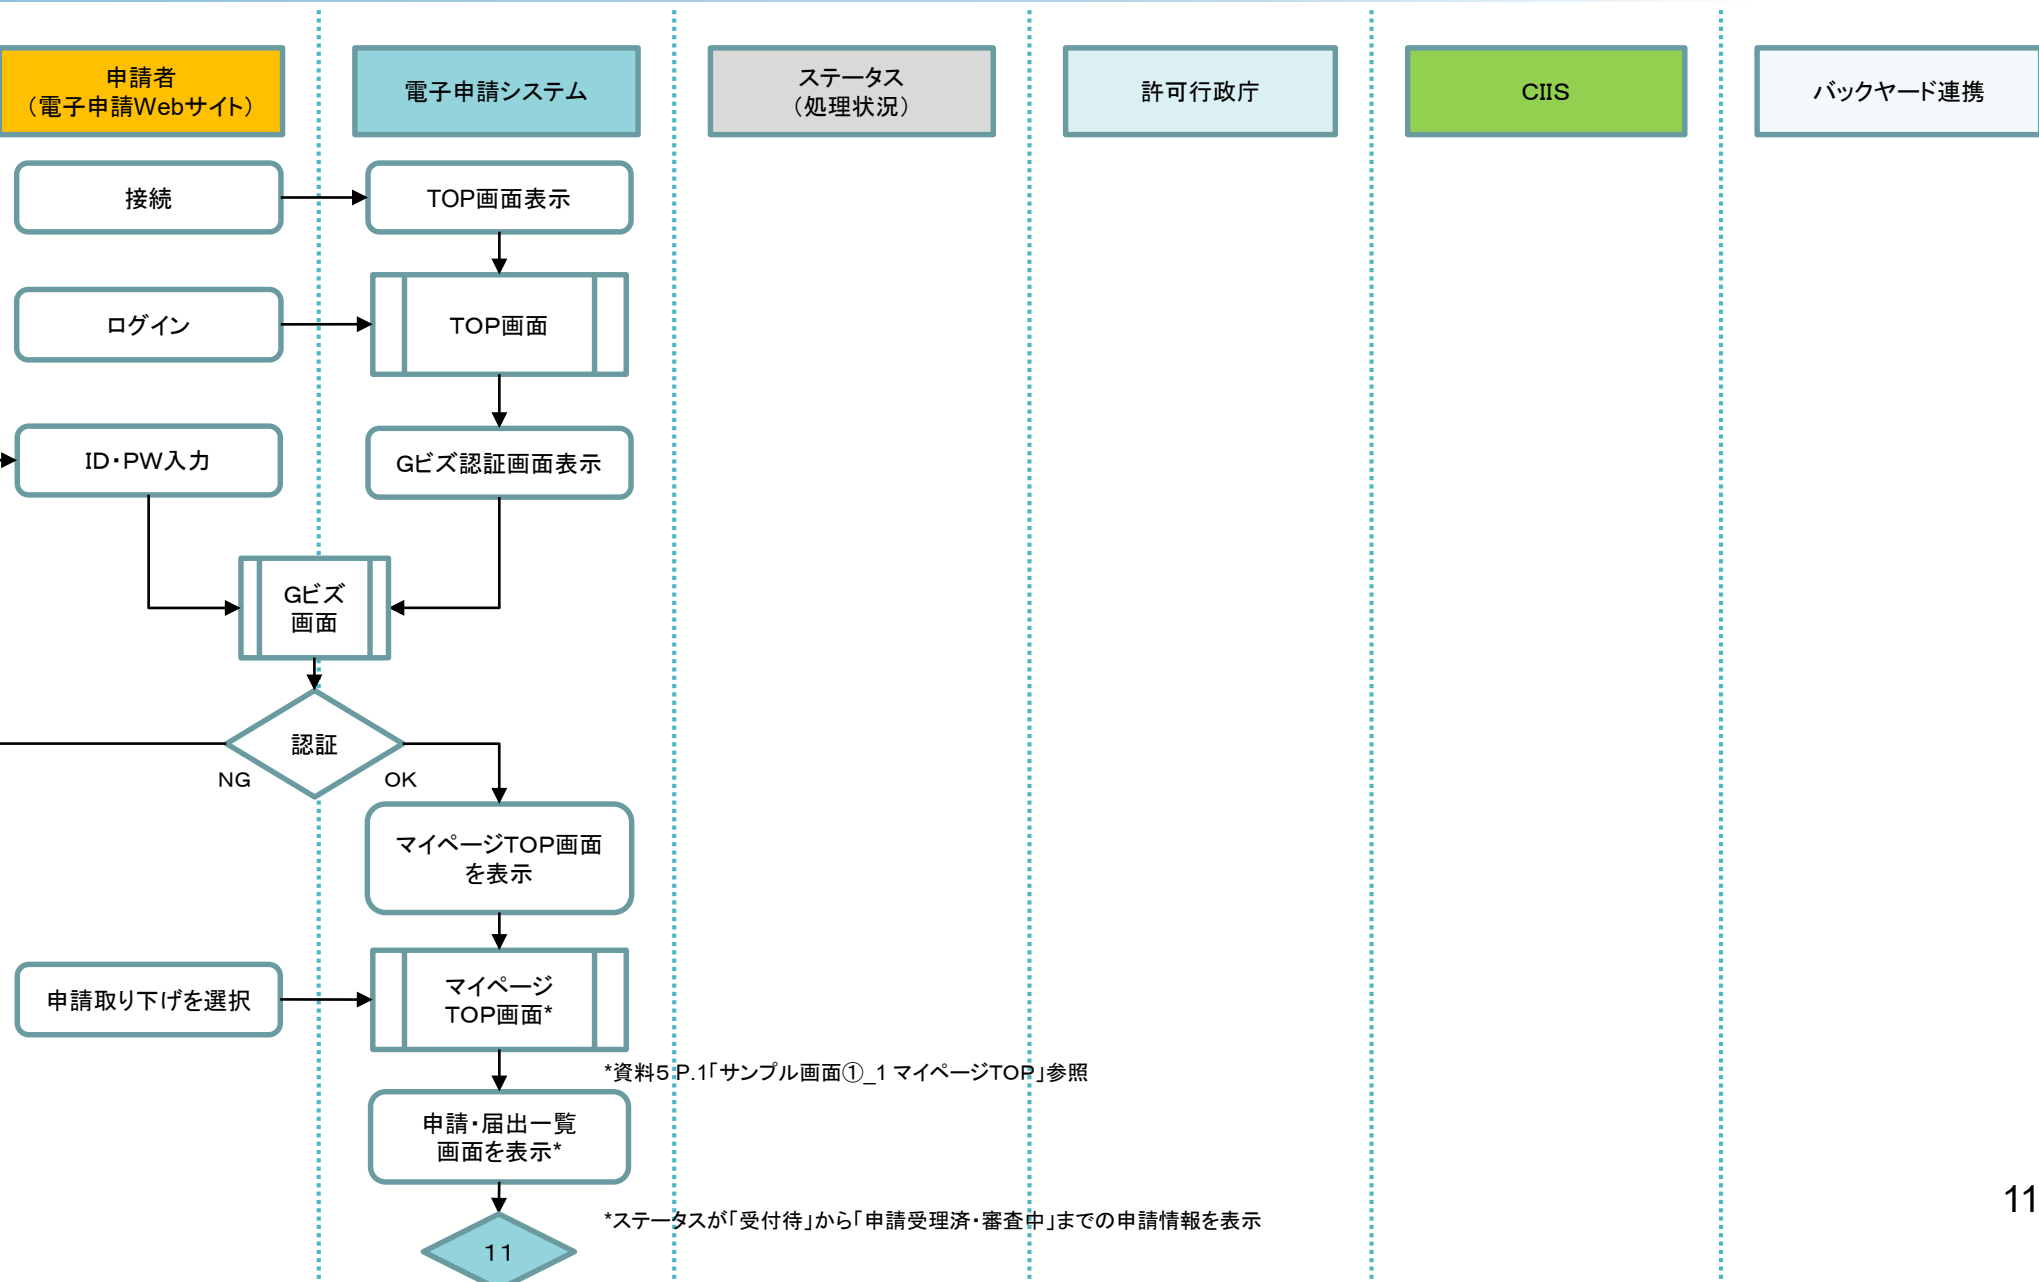 申請者
（電子申請Webサイト）
電子申請システム
ステータス
（処理状況）
許可行政庁
CIIS
バックヤード連携
接続
TOP画面表示
ログイン
TOP画面
ID・PW入力
Gビズ認証画面表示
Gビズ
画面
認証
NG
OK
マイページTOP画面
を表示
申請取り下げを選択
マイページ
TOP画面*
*資料5 P.1「サンプル画面①_1 マイページTOP」参照
申請・届出一覧
画面を表示*
*ステータスが「受付待」から「申請受理済・審査中」までの申請情報を表示
11
11